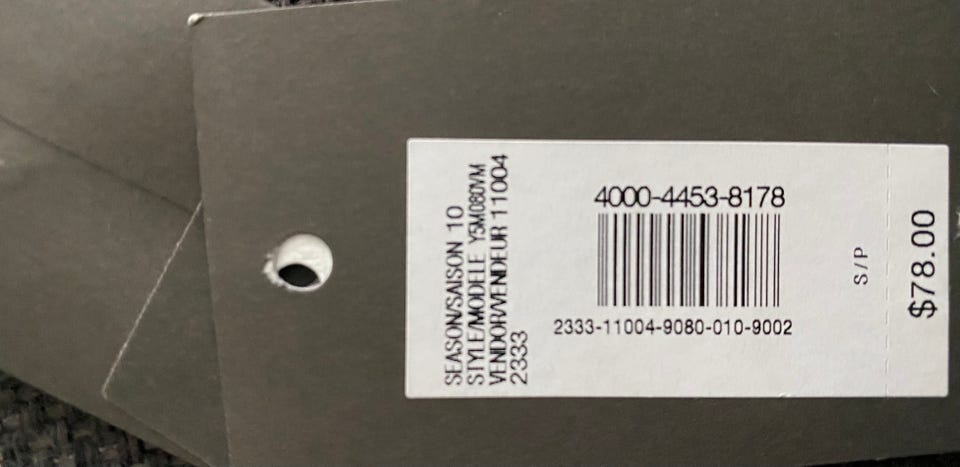 SEASON/SAISON 10
STYLE/MODELE Y5M080VM
VENDOR/VENDEUR 11004
2333
4000-4453-8178
2333-11004-9080-010-9002
S/P
$78.00